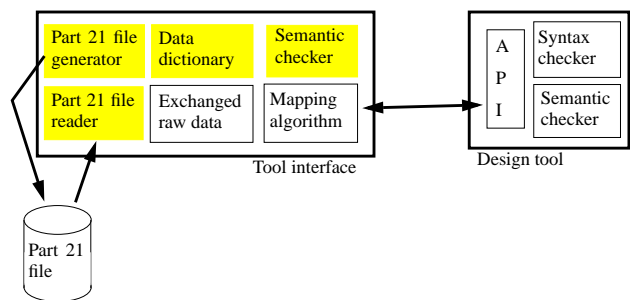 Part 21 file
generator
Data
dictionary
Semantic
checker
Part 21 file
reader
Exchanged
raw data
Mapping
algorithm
Tool interface
A
P
I
Syntax
checker
Semantic
checker
Design tool
Part 21
file